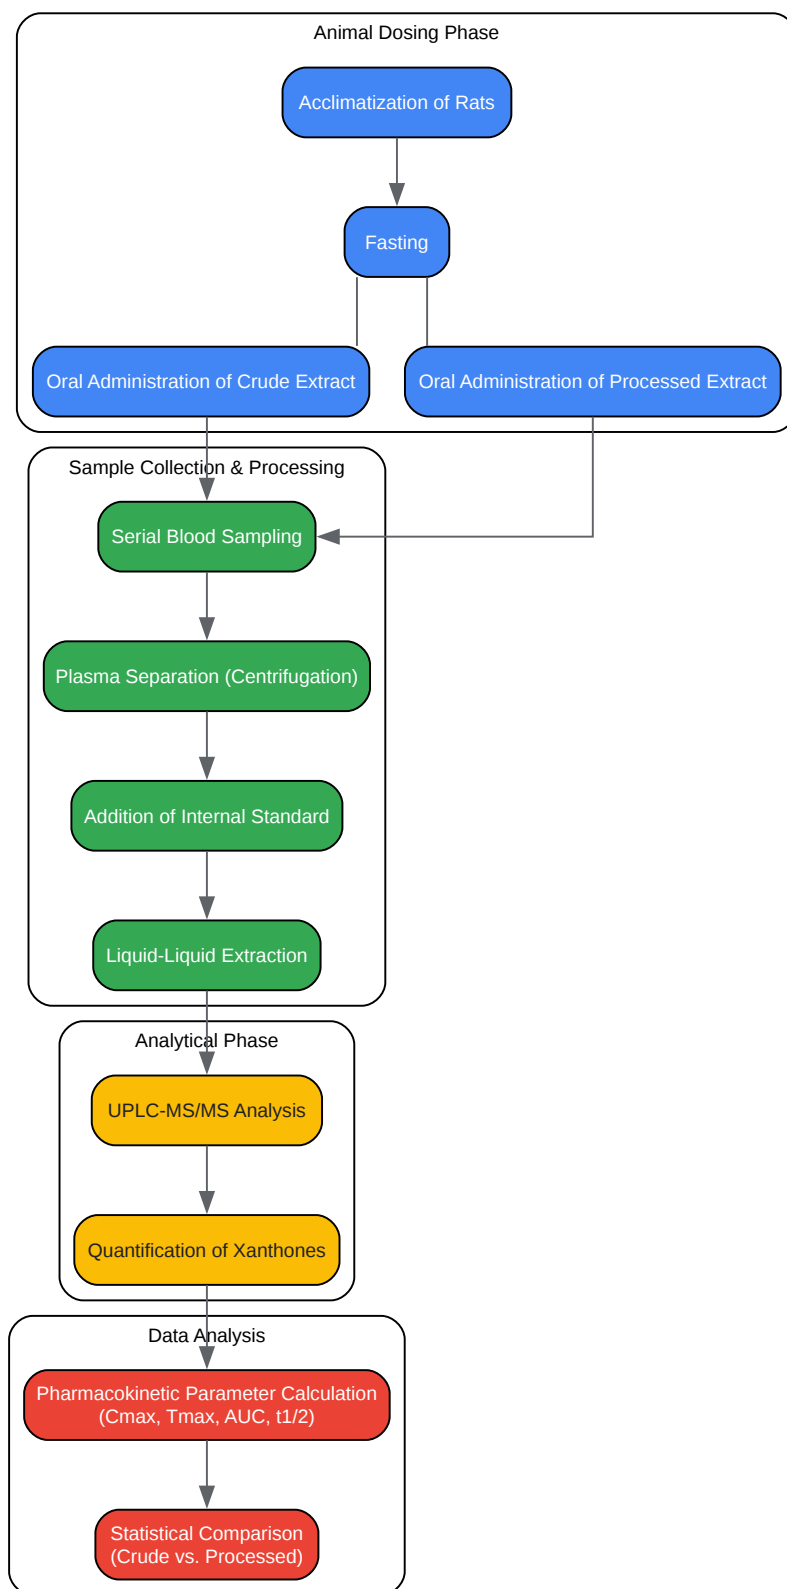 Animal Dosing Phase
Acclimatization of Rats
Fasting
Oral Administration of Crude Extract
Oral Administration of Processed Extract
Sample Collection & Processing
Serial Blood Sampling
Plasma Separation (Centrifugation)
Addition of Internal Standard
Liquid-Liquid Extraction
Analytical Phase
UPLC-MS/MS Analysis
Quantification of Xanthones
Data Analysis
Pharmacokinetic Parameter Calculation
(Cmax, Tmax, AUC, t1/2)
Statistical Comparison
(Crude vs. Processed)